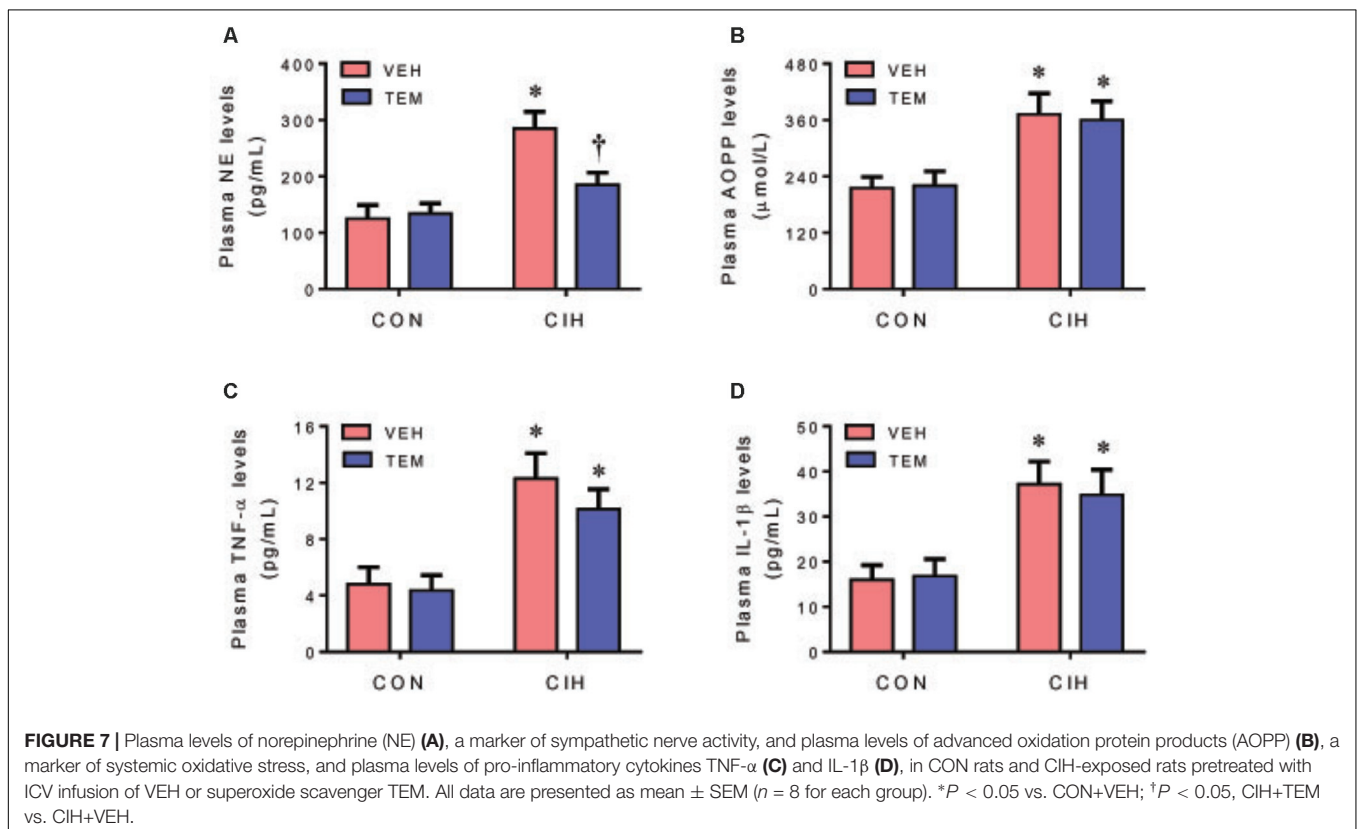 A
400
300
200
100
0
Plasma NE levels
(pg/mL)
VEH
TEM
*
†
CON
CIH
B
480
360
240
120
0
Plasma AOPP levels
(μmol/L)
VEH
TEM
*
*
CON
CIH
C
16
12
8
4
0
Plasma TNF-α levels
(pg/mL)
VEH
TEM
*
*
CON
CIH
D
50
40
30
20
10
0
Plasma IL-1β levels
(pg/mL)
VEH
TEM
*
*
CON
CIH
FIGURE 7 | Plasma levels of norepinephrine (NE) (A), a marker of sympathetic nerve activity, and plasma levels of advanced oxidation protein products (AOPP) (B), a
marker of systemic oxidative stress, and plasma levels of pro-inflammatory cytokines TNF-α (C) and IL-1β (D), in CON rats and CIH-exposed rats pretreated with
ICV infusion of VEH or superoxide scavenger TEM. All data are presented as mean ± SEM (n = 8 for each group). *P < 0.05 vs. CON+VEH; †P < 0.05, CIH+TEM
vs. CIH+VEH.